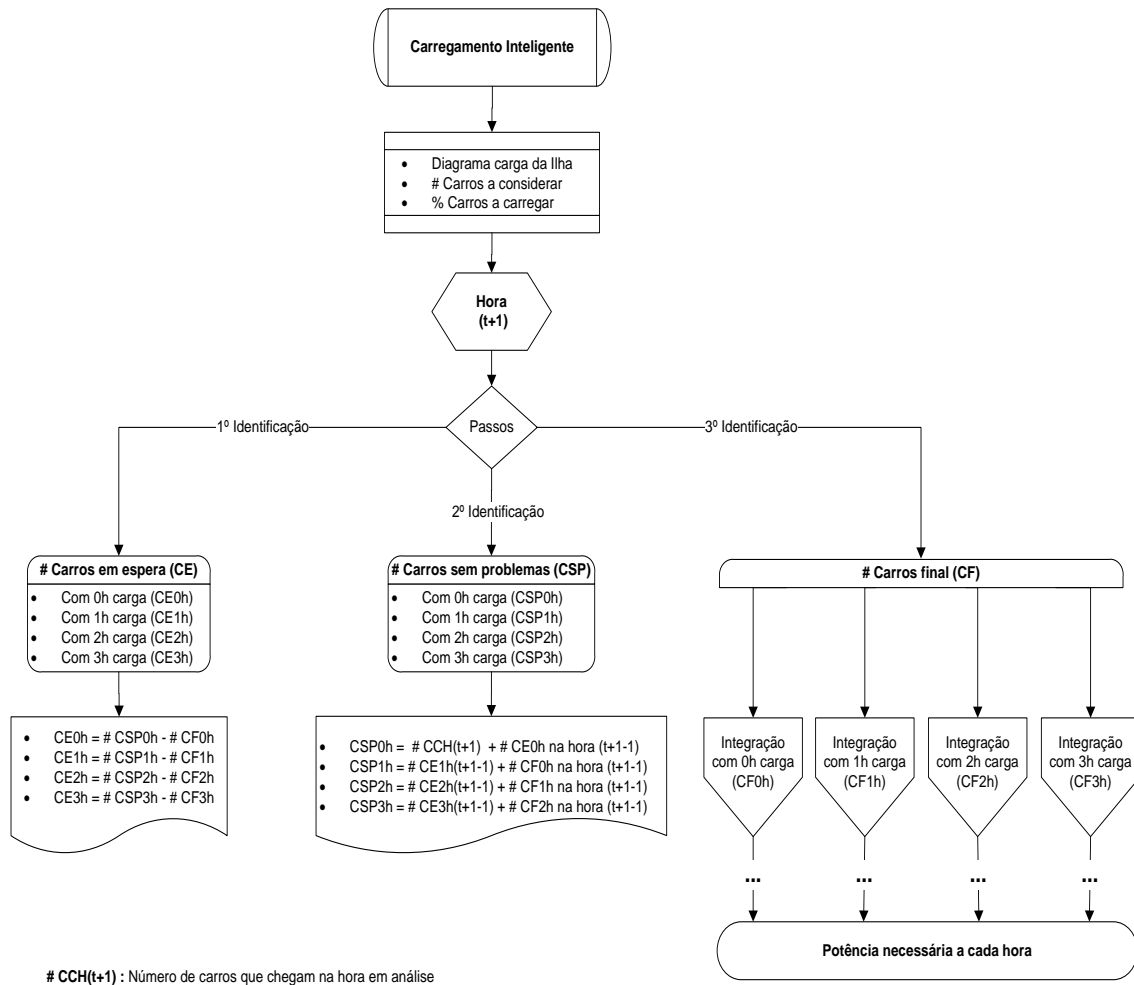 Carregamento Inteligente
• Diagrama carga da Ilha
• # Carros a considerar
• % Carros a carregar
Hora
(t+1)
Passos
1º Identificação
2º Identificação
3º Identificação
# Carros em espera (CE)
• Com 0h carga (CE0h)
• Com 1h carga (CE1h)
• Com 2h carga (CE2h)
• Com 3h carga (CE3h)
• CE0h = # CSP0h - # CF0h
• CE1h = # CSP1h - # CF1h
• CE2h = # CSP2h - # CF2h
• CE3h = # CSP3h - # CF3h
# Carros sem problemas (CSP)
• Com 0h carga (CSP0h)
• Com 1h carga (CSP1h)
• Com 2h carga (CSP2h)
• Com 3h carga (CSP3h)
• CSP0h = # CCH(t+1) + # CE0h na hora (t+1-1)
• CSP1h = # CE1h(t+1-1) + # CF0h na hora (t+1-1)
• CSP2h = # CE2h(t+1-1) + # CF1h na hora (t+1-1)
• CSP3h = # CE3h(t+1-1) + # CF2h na hora (t+1-1)
# Carros final (CF)
Integração
com 0h carga
(CF0h)
Integração
com 1h carga
(CF1h)
Integração
com 2h carga
(CF2h)
Integração
com 3h carga
(CF3h)
... ... ... ...
Potência necessária a cada hora
# CCH(t+1) : Número de carros que chegam na hora em análise